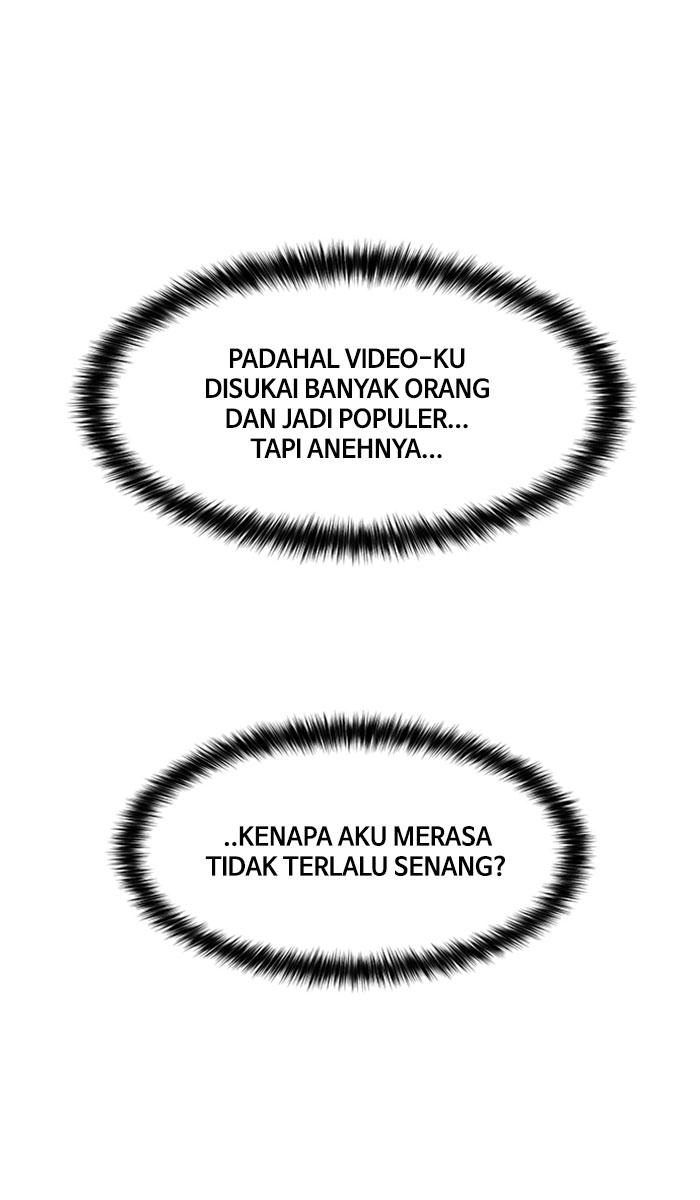 PADAHAL VIDEO-KU
DISUKAI BANYAK ORANG
DAN JADI POPULER...
TAPI ANEHNYA...
..KENAPA AKU MERASA
TIDAK TERLALU SENANG?